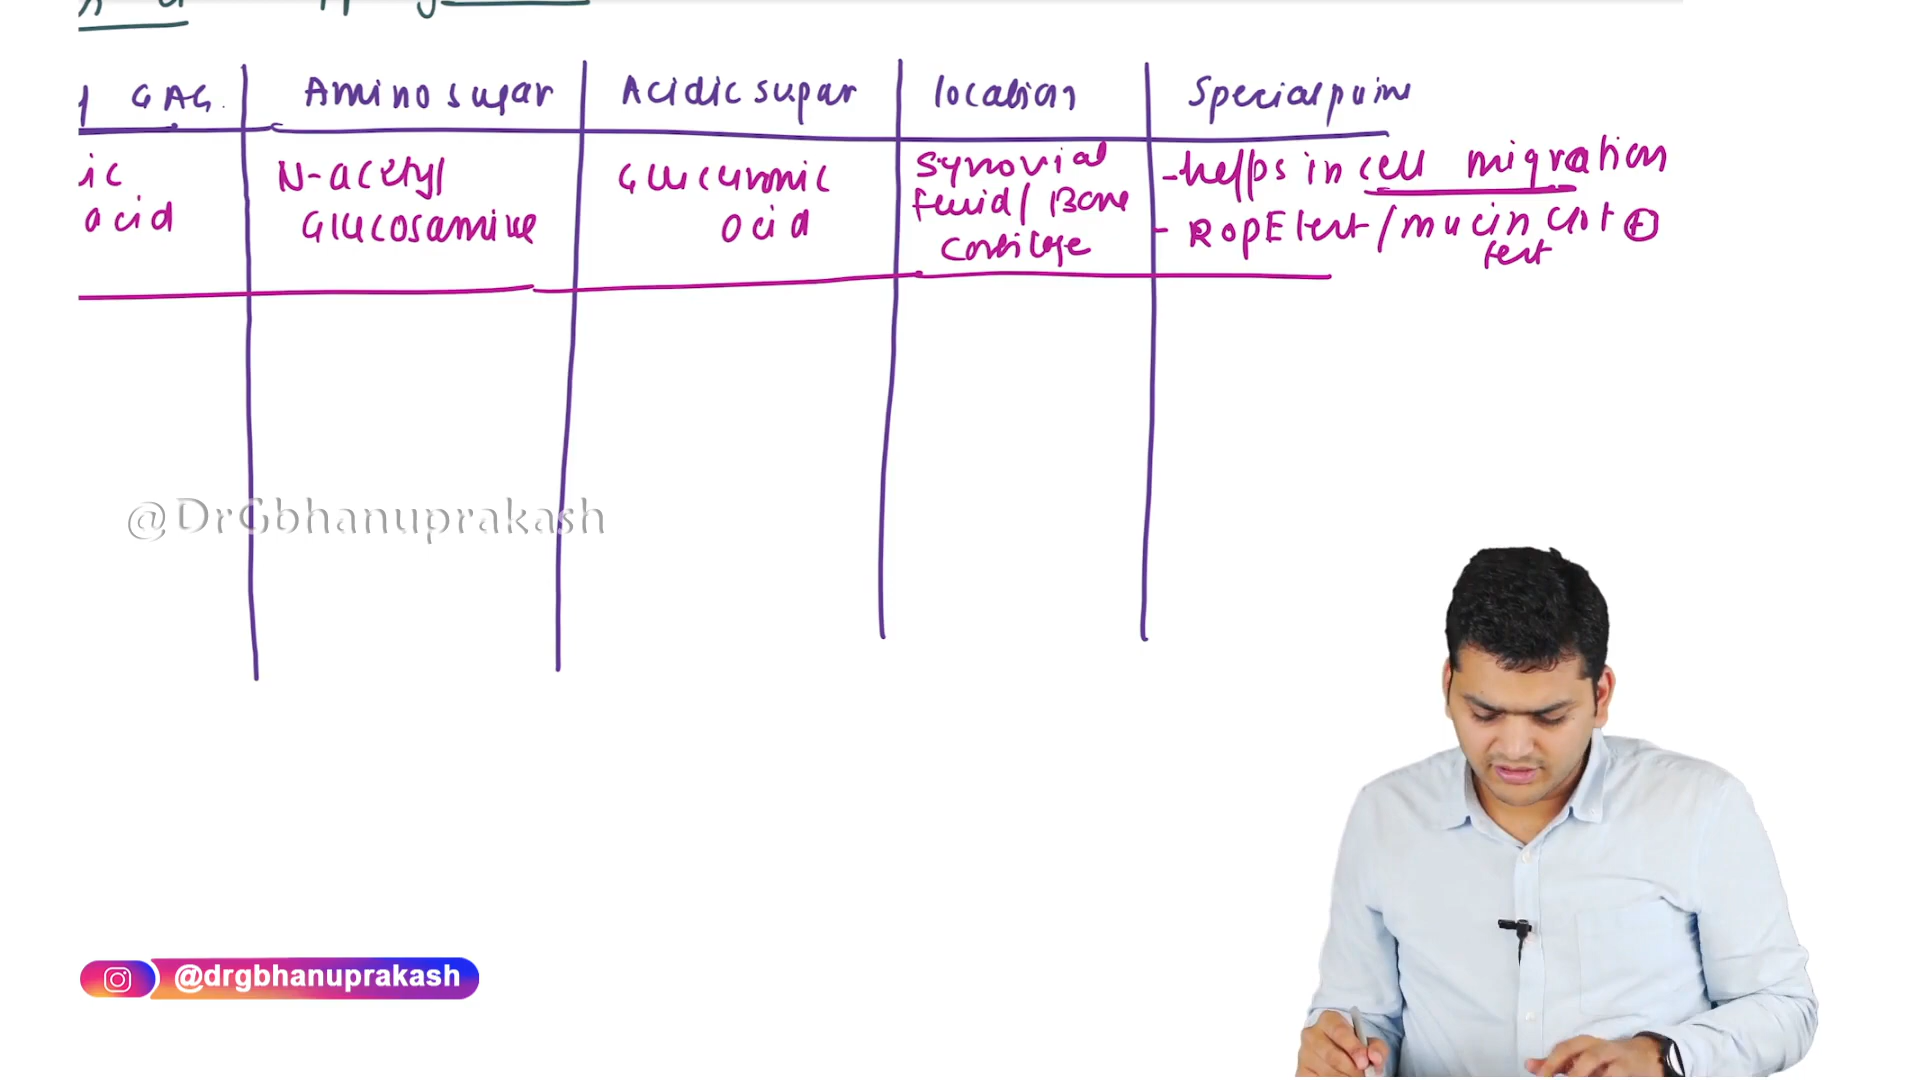 GAG. Amino sugar Acidic sugar location Special points
ic N-acetyl Glucuronic Synovial -helps in cell migration
acid Glucosamine acid fluid/ Bone - RopE test/mucin clot +
Cartilage test
@DrGbhanuprakash
@drgbhanuprakash